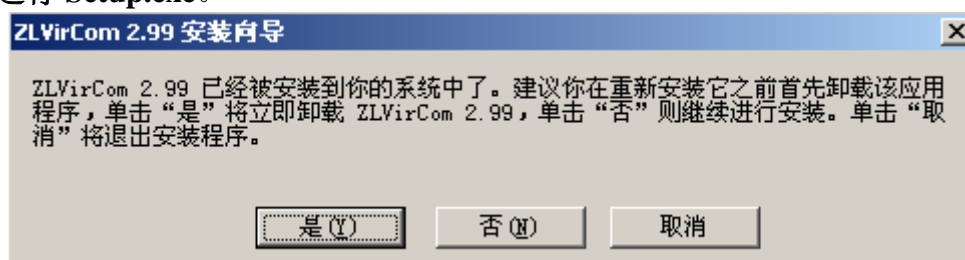 Setup.exe。
ZLVirCom 2.99 安装向导
ZLVirCom 2.99 已经被安装到你的系统中了。建议你在重新安装它之前首先卸载该应用
程序，单击“是”将立即卸载 ZLVirCom 2.99，单击“否”则继续进行安装。单击“取
消”将退出安装程序。
是(Y) 否(N) 取消